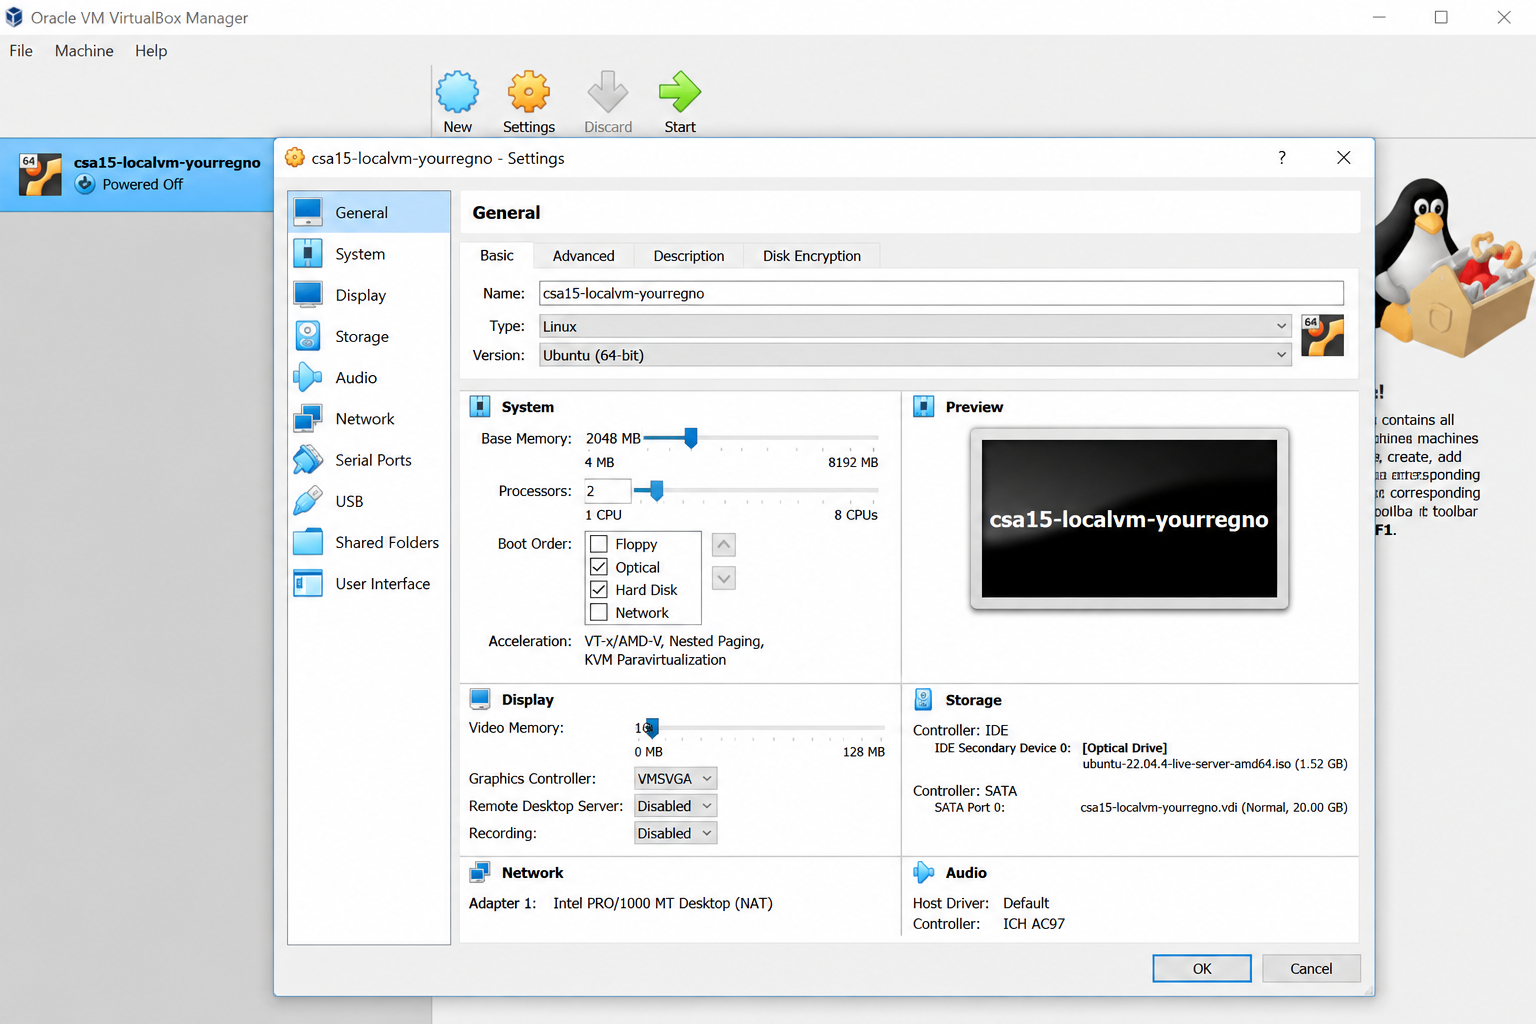 Oracle VM VirtualBox Manager
File Machine Help
New Settings Discard Start
64
csa15-localvm-yourregno
Powered Off
csa15-localvm-yourregno - Settings
?
General
System
Display
Storage
Audio
Network
Serial Ports
USB
Shared Folders
User Interface
General
Basic Advanced Description Disk Encryption
Name: csa15-localvm-yourregno
Type: Linux
64
Version: Ubuntu (64-bit)
System
Base Memory: 2048 MB
4 MB 8192 MB
Processors: 2
1 CPU 8 CPUs
Boot Order: Floppy
Optical
Hard Disk
Network
Acceleration: VT-x/AMD-V, Nested Paging,
KVM Paravirtualization
Preview
csa15-localvm-yourregno
Display
Video Memory:
0 MB 128 MB
Graphics Controller: VMSVGA
Remote Desktop Server: Disabled
Recording: Disabled
Storage
Controller: IDE
IDE Secondary Device 0: [Optical Drive]
ubuntu-22.04.4-live-server-amd64.iso (1.52 GB)
Controller: SATA
SATA Port 0: csa15-localvm-yourregno.vdi (Normal, 20.00 GB)
Network
Adapter 1: Intel PRO/1000 MT Desktop (NAT)
Audio
Host Driver: Default
Controller: ICH AC97
OK Cancel
!
contains all
machines
, create, add
corresponding
toolbar
F1.